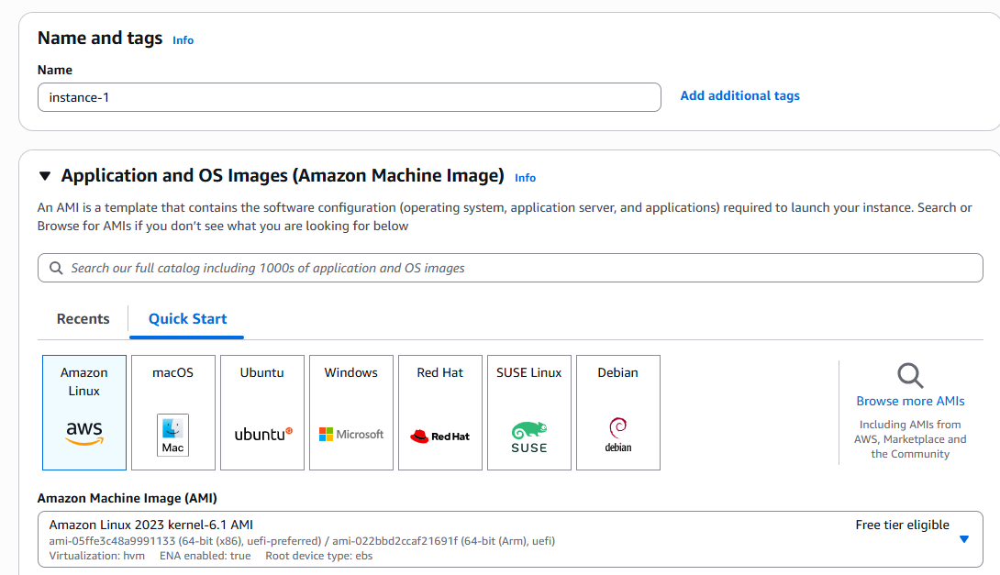 Name and tags Info
Name
instance-1
Add additional tags
Application and OS Images (Amazon Machine Image) Info
An AMI is a template that contains the software configuration (operating system, application server, and applications) required to launch your instance. Search or
Browse for AMIs if you don’t see what you are looking for below
Search our full catalog including 1000s of application and OS images
Recents
Quick Start
Amazon
Linux
aws
macOS
Mac
Ubuntu
ubuntu
Windows
Microsoft
Red Hat
Red Hat
SUSE Linux
SUSE
Debian
debian
Browse more AMIs
Including AMIs from
AWS, Marketplace and
the Community
Amazon Machine Image (AMI)
Amazon Linux 2023 kernel-6.1 AMI
Free tier eligible
ami-05ffe3c48a9991133 (64-bit (x86), uefi-preferred) / ami-022bbd2ccaf21691f (64-bit (Arm), uefi)
Virtualization: hvm ENA enabled: true Root device type: ebs